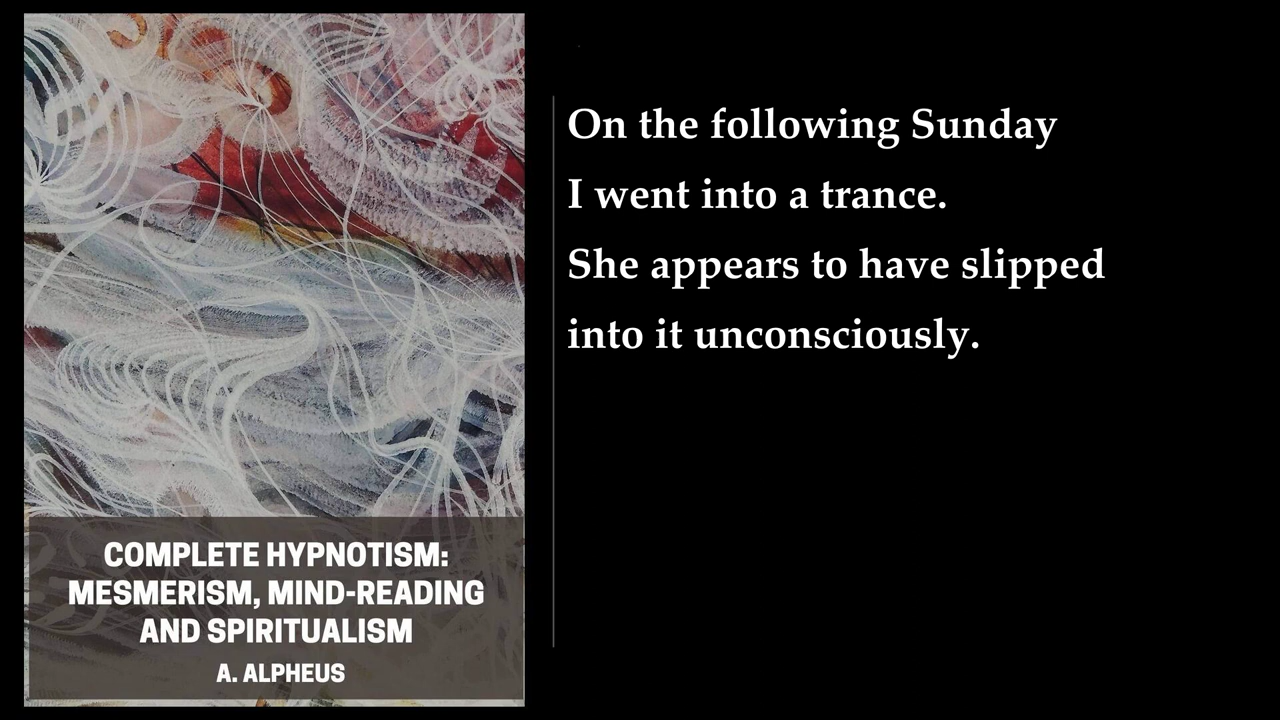 On the following Sunday
I went into a trance.
She appears to have slipped
into it unconsciously.
COMPLETE HYPNOTISM:
MESMERISM, MIND-READING
AND SPIRITUALISM
A. ALPHEUS